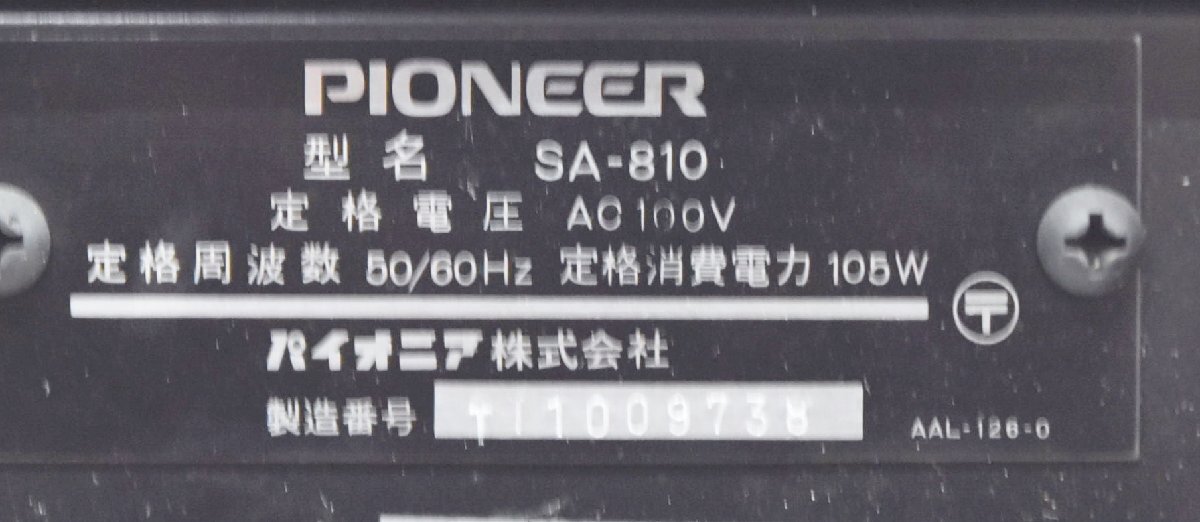 PIONEER
型名 SA-810
定格電圧 AC 100V
定格周波数 50/60Hz 定格消費電力 105W
〒
パイオニア株式会社
製造番号
AAL-126-0